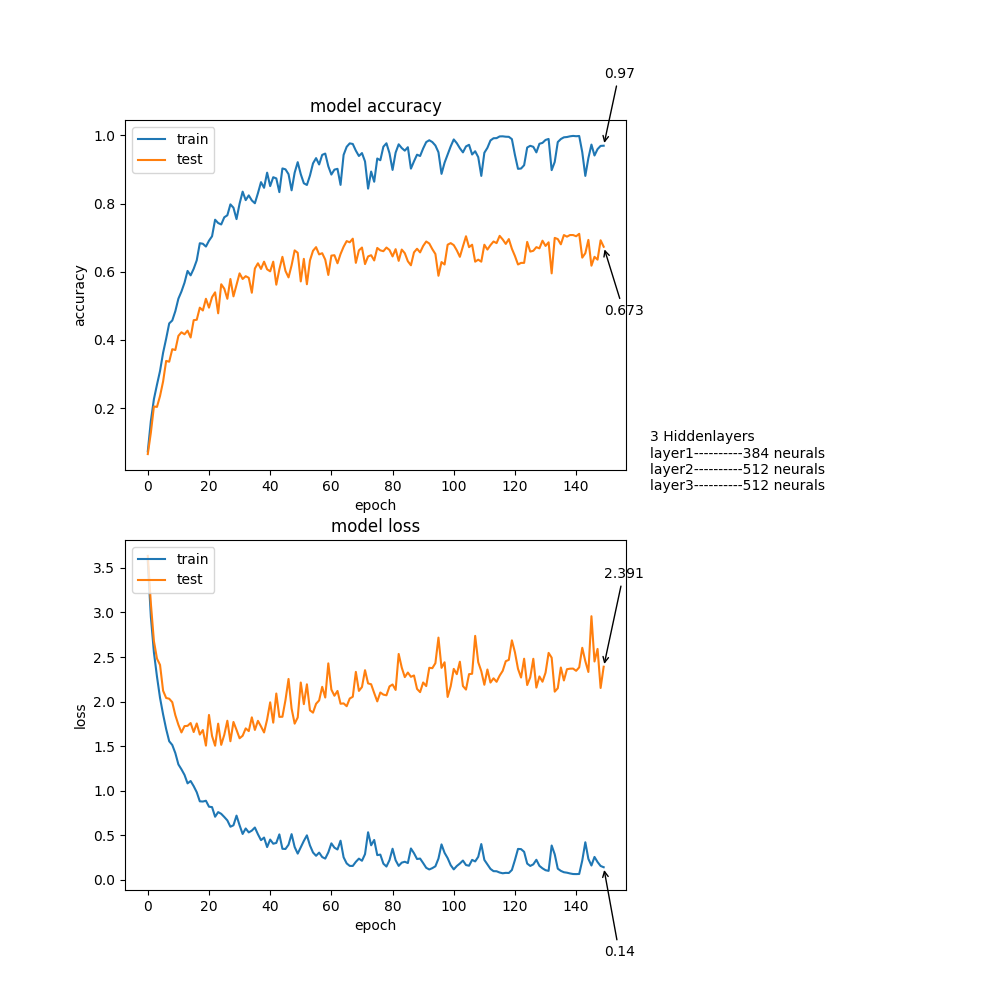 0.97
model accuracy
train
test
1.0
0.8
0.6
0.4
0.2
accuracy
0.673
0 20 40 60 80 100 120 140
epoch
3 Hiddenlayers
layer1----------384 neurals
layer2----------512 neurals
layer3----------512 neurals
model loss
train
test
2.391
3.5
3.0
2.5
2.0
1.5
1.0
0.5
0.0
loss
0 20 40 60 80 100 120 140
epoch
0.14